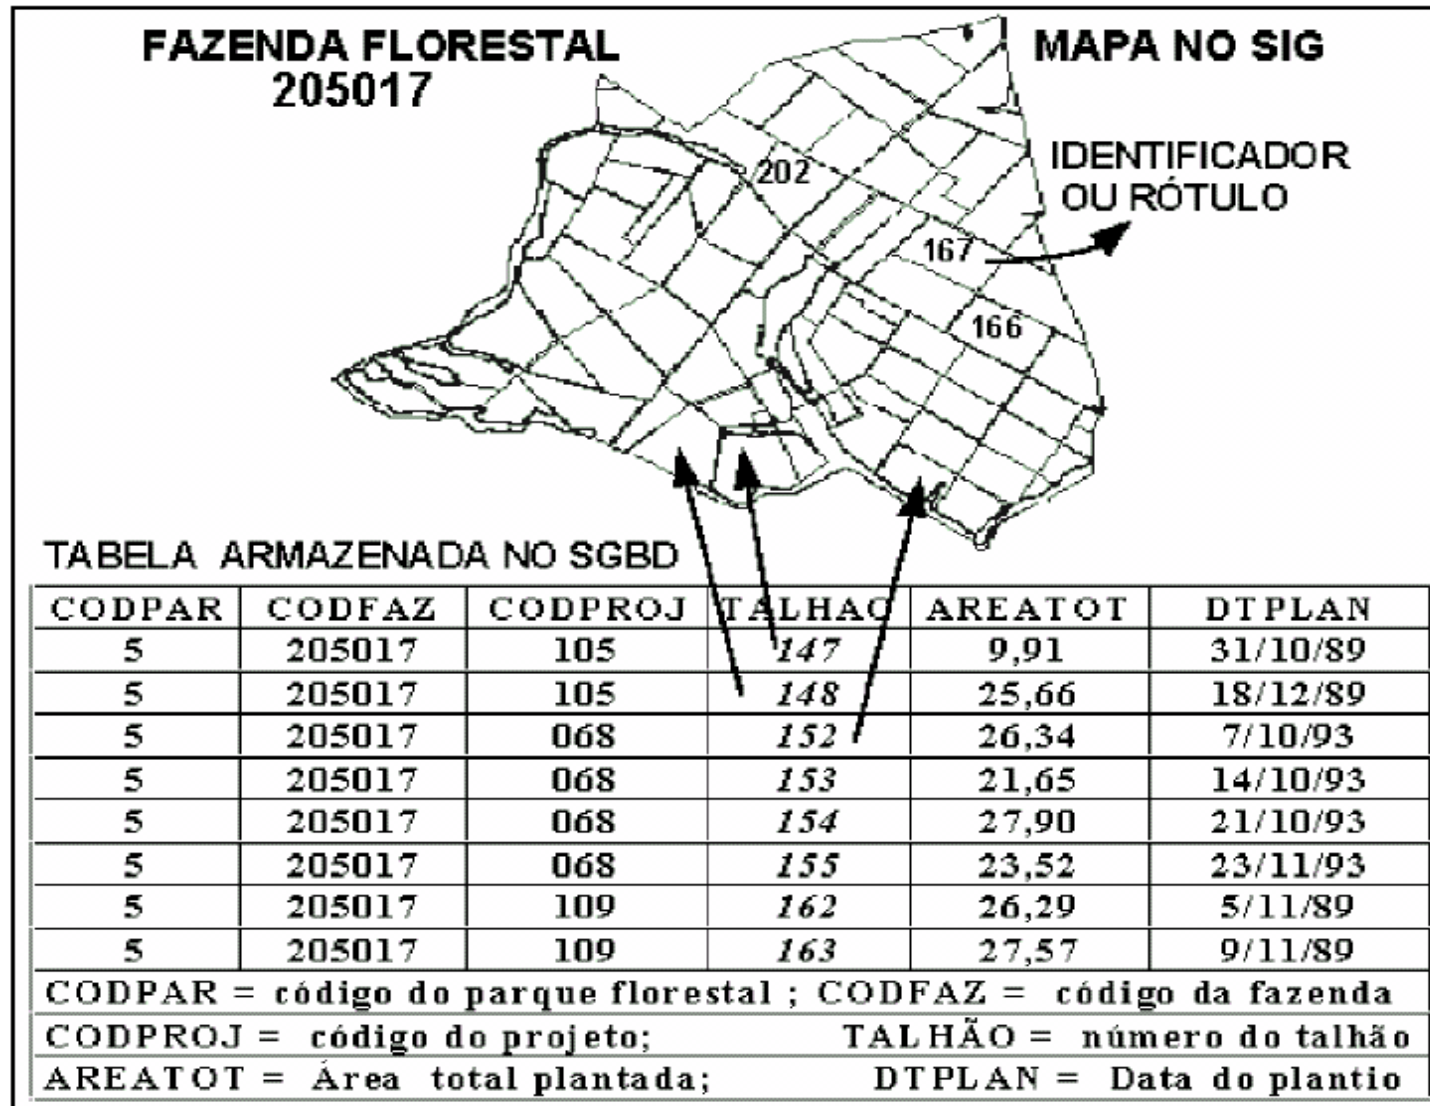 FAZENDA FLORESTAL
205017
MAPA NO SIG
IDENTIFICADOR
OU RÓTULO
202
167
166
TABELA ARMAZENADA NO SGBD
CODPAR CODFAZ CODPROJ TALHAO AREATOT DTPLAN
5 205017 105 147 9,91 31/10/89
5 205017 105 148 25,66 18/12/89
5 205017 068 152 26,34 7/10/93
5 205017 068 153 21,65 14/10/93
5 205017 068 154 27,90 21/10/93
5 205017 068 155 23,52 23/11/93
5 205017 109 162 26,29 5/11/89
5 205017 109 163 27,57 9/11/89
CODPAR = código do parque florestal ; CODFAZ = código da fazenda
CODPROJ = código do projeto; TALHÃO = número do talhão
AREATOT = Área total plantada; DTPLAN = Data do plantio